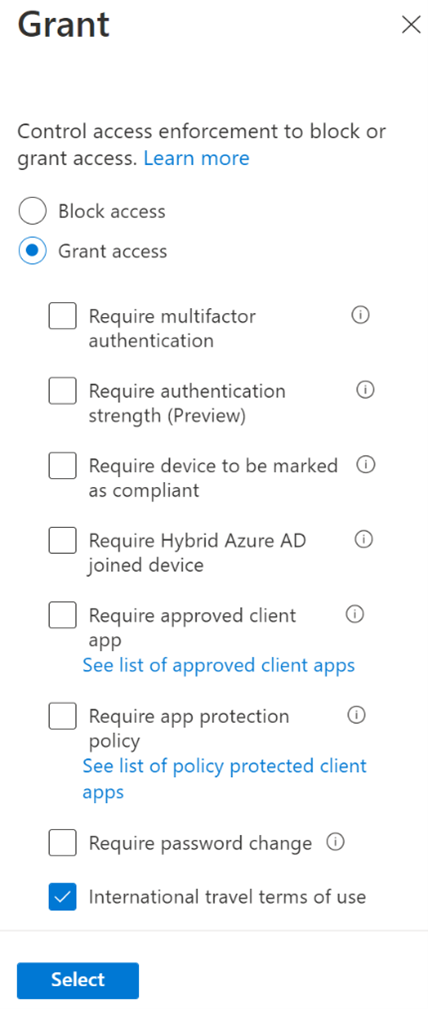 Grant
Control access enforcement to block or
grant access. Learn more
Block access
Grant access
Require multifactor
authentication
Require authentication
strength (Preview)
Require device to be marked
as compliant
Require Hybrid Azure AD
joined device
Require approved client
app
See list of approved client apps
Require app protection
policy
See list of policy protected client
apps
Require password change
International travel terms of use
Select